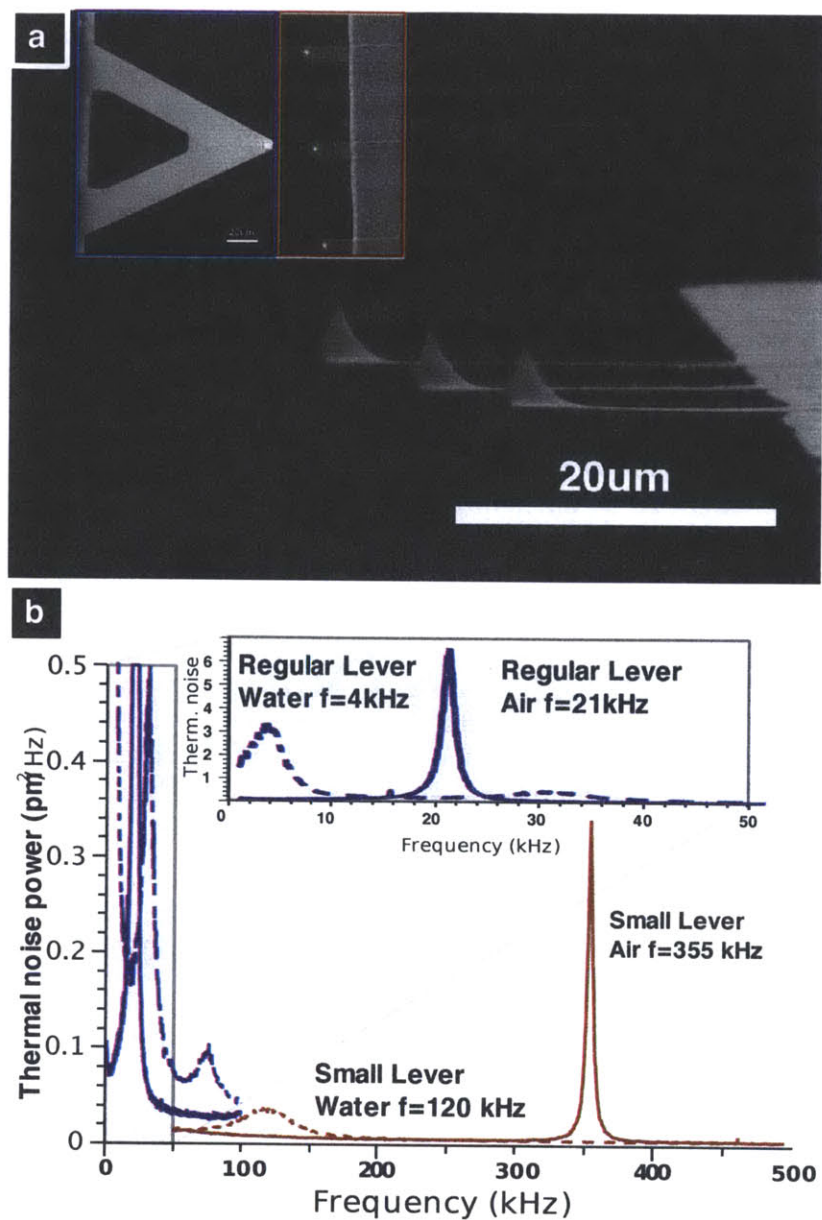 a
20um
b
Regular Lever
Water f=4kHz
Regular Lever
Air f=21kHz
Therm. noise
6
5
4
3
2
1
0
10
20
30
40
50
Frequency (kHz)
Thermal noise power (pm²/Hz)
0.5
0.4
0.3
0.2
0.1
0
Small Lever
Air f=355 kHz
Small Lever
Water f=120 kHz
0
100
200
300
400
500
Frequency (kHz)